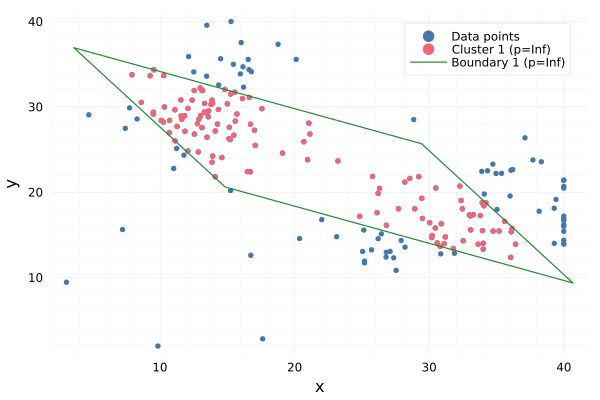 Data points
Cluster 1 (p=Inf)
Boundary 1 (p=Inf)
40
30
20
10
y
10 20 30 40
x